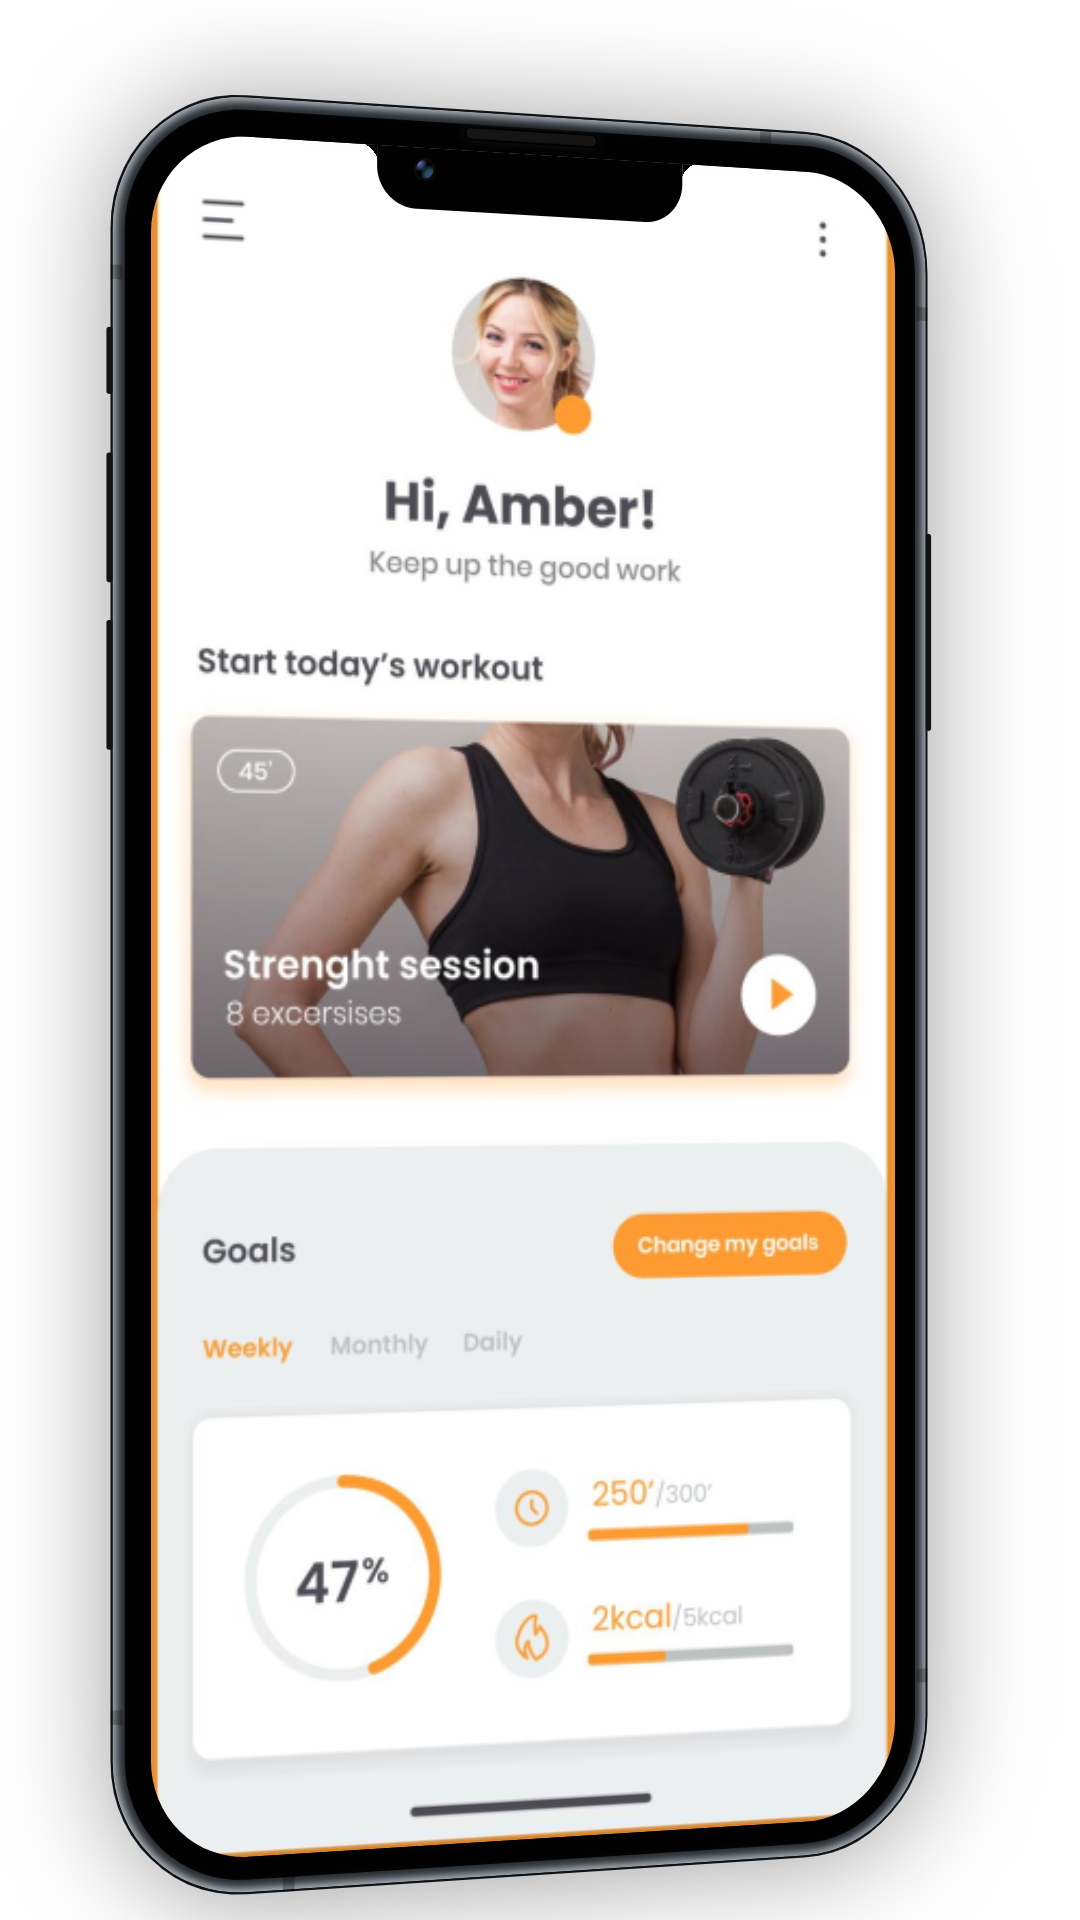 Hi, Amber!
Keep up the good work
Start today's workout
45'
Strenght session
8 excersises
Goals
Change my goals
Weekly Monthly Daily
250'/300'
47%
2kcal/5kcal